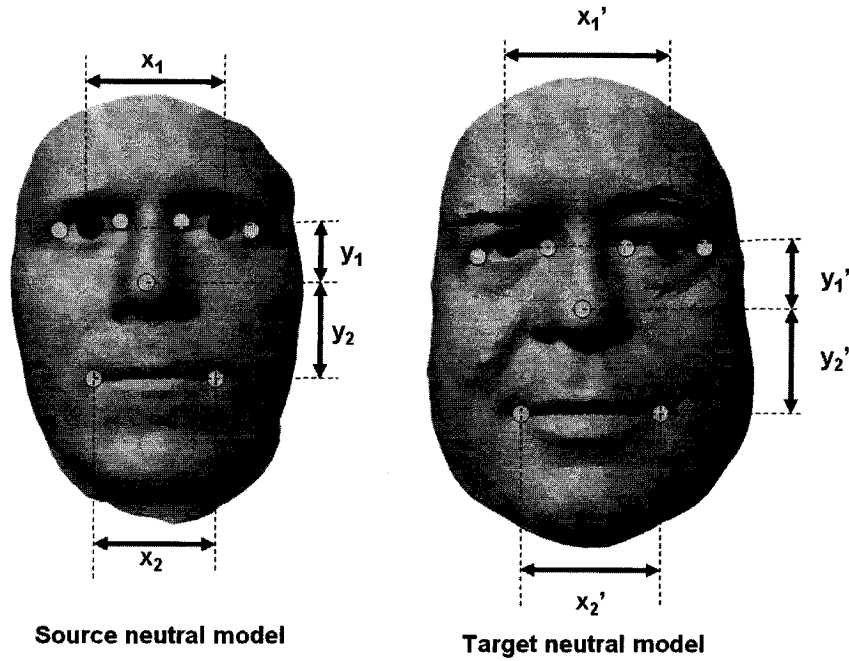 x₁
x₁’
y₁
y₂
y₁’
y₂’
x₂
x₂’
Source neutral model
Target neutral model